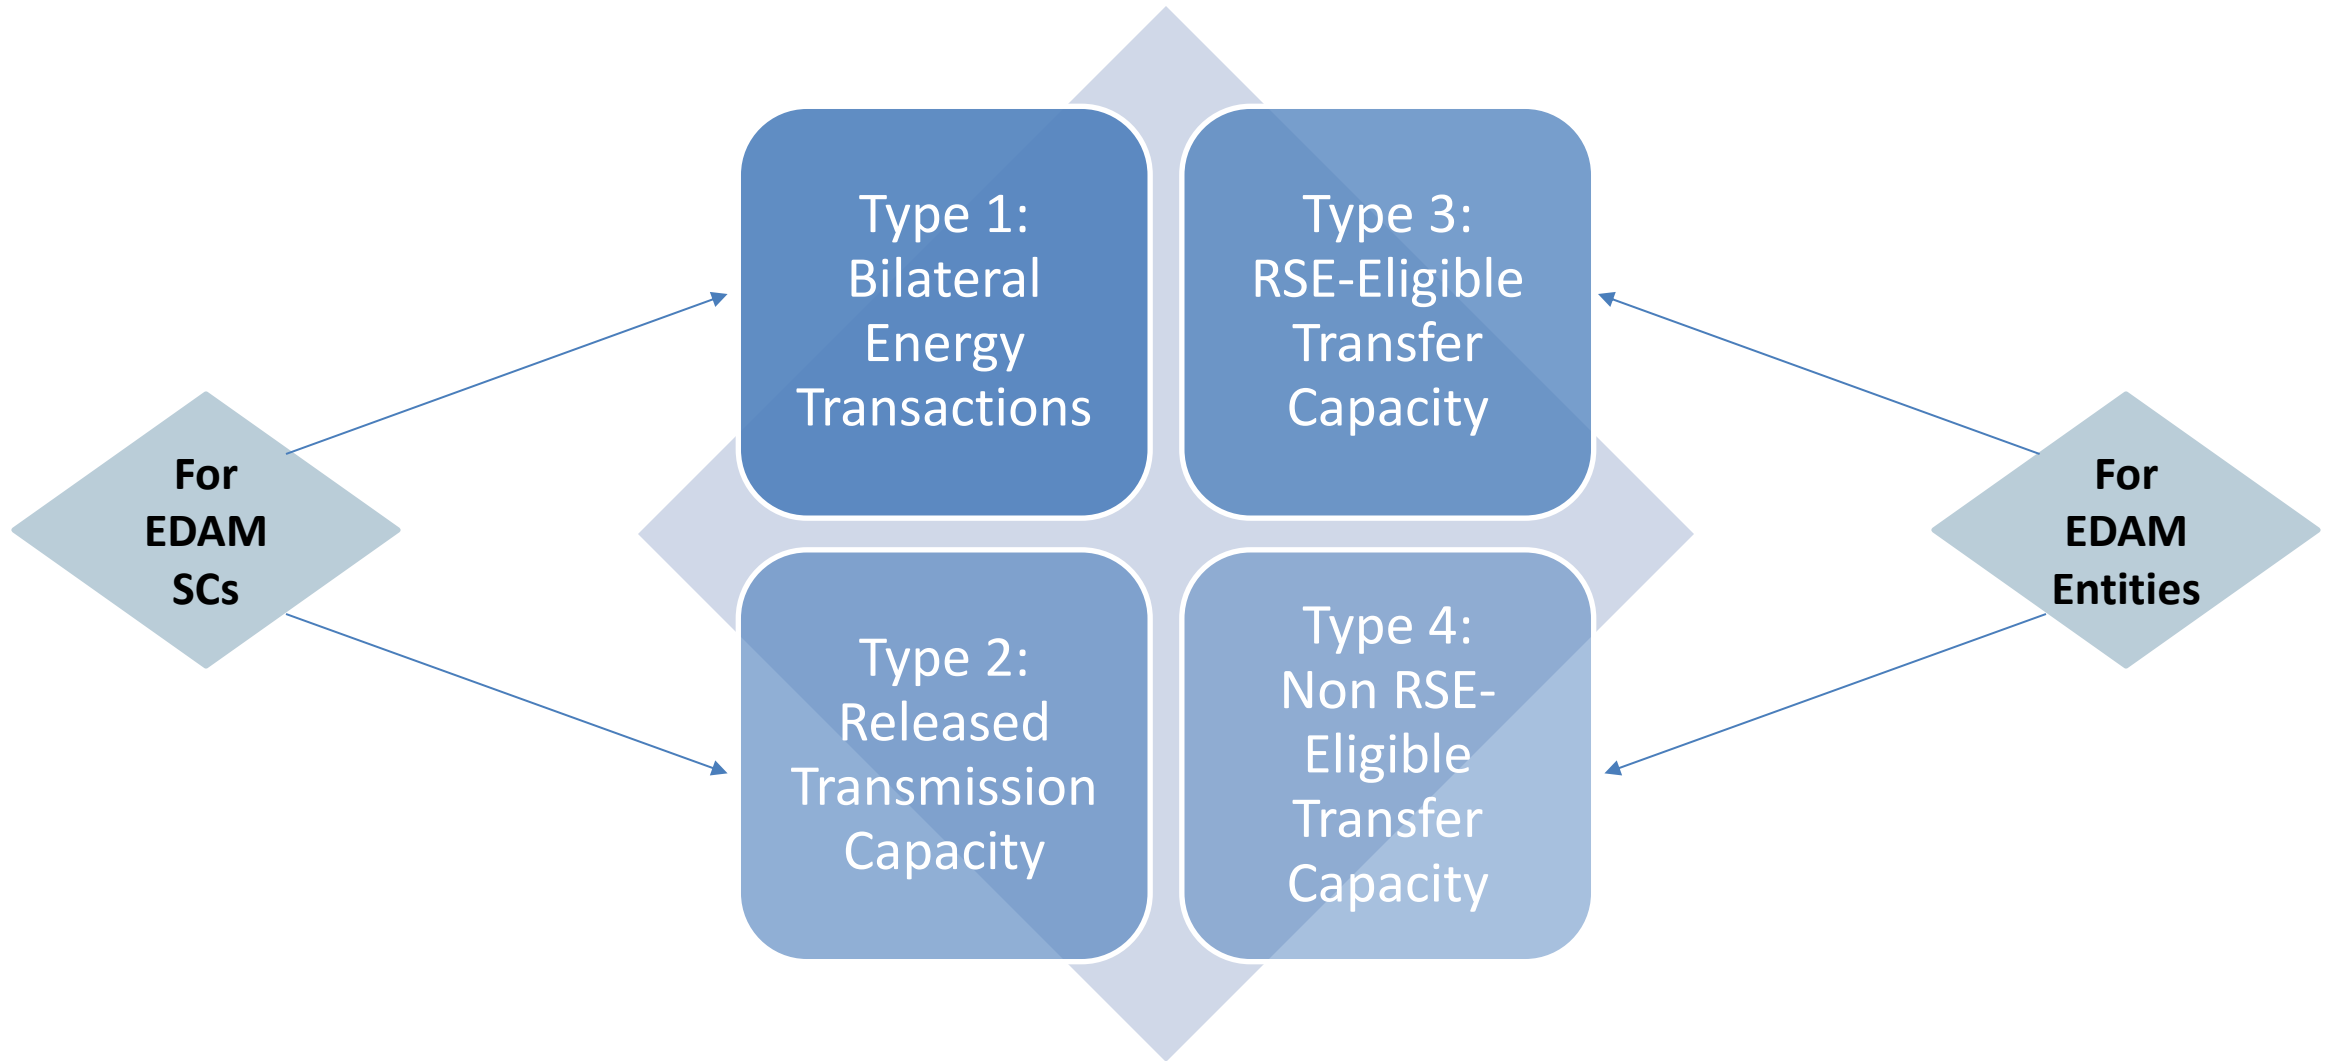 For
EDAM
SCs
Type 1:
Bilateral
Energy
Transactions
Type 3:
RSE-Eligible
Transfer
Capacity
Type 2:
Released
Transmission
Capacity
Type 4:
Non RSE-
Eligible
Transfer
Capacity
For
EDAM
Entities